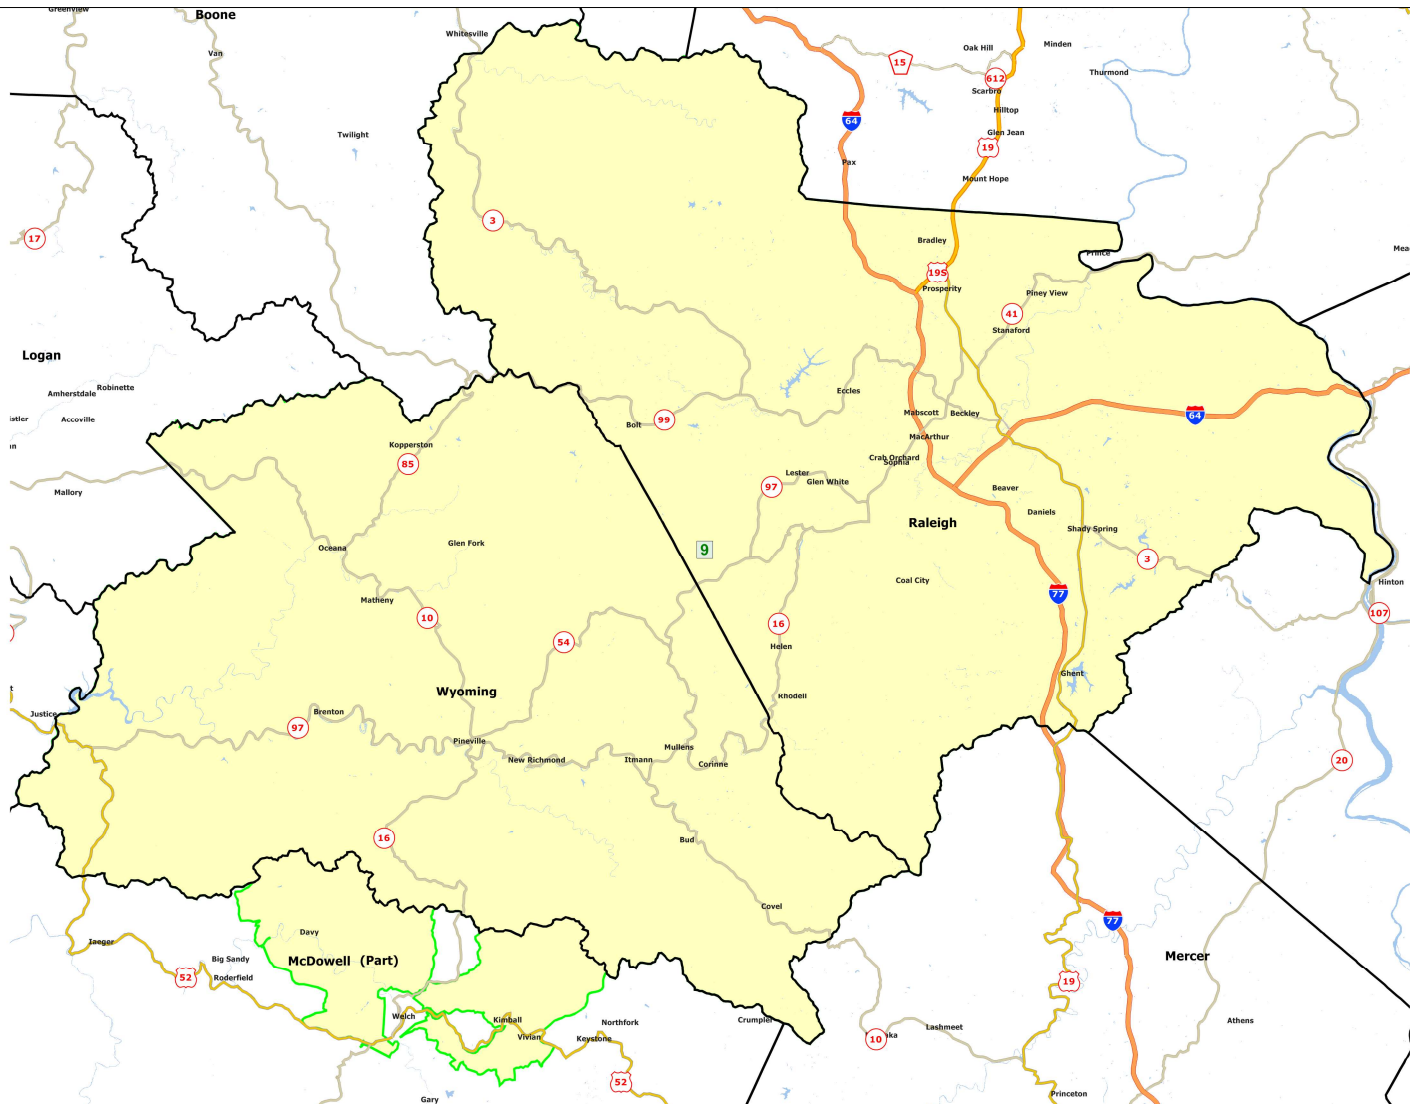 Greenview
Boone
Whitesville
Van
Oak Hill
Minden
15
Thurmond
612
Scarbro
Hilltop
64
Twilight
Glen Jean
19
Pax
Mount Hope
3
17
Bradley
Prince
19S
Prosperity
Piney View
41
Stanaford
Logan
Robinette
Amherstdale
Eccles
Accoville
99
Bolt
Mabscott
Beckley
64
MacArthur
Kopperston
85
Crab Orchard
Sophia
Lester
Glen White
97
Mallory
Beaver
Daniels
Raleigh
Shady Spring
Oceana
Glen Fork
9
3
Coal City
Hinton
Matheny
77
10
107
16
54
Helen
Ghent
Wyoming
Rhodell
Justice
Brenton
97
Pineville
Mullens
New Richmond
Itmann
Corinne
20
16
Bud
Covel
77
Davy
Iaeger
Big Sandy
McDowell (Part)
Mercer
52
Roderfield
19
Welch
Kimball
Northfork
Crumpler
Lashmeet
Athens
Vivian
Keystone
10
52
Gary
Princeton